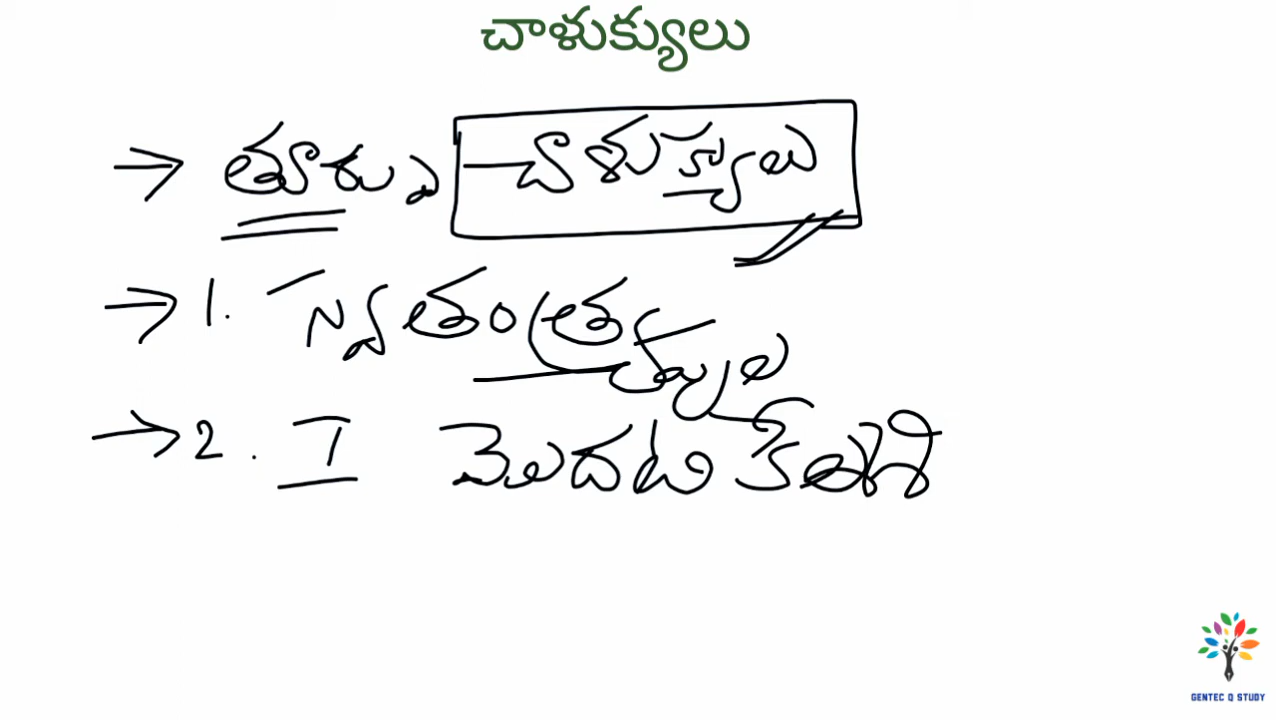 చాళుక్యులు
→ తూర్పు చాళుక్యులు
→ 1. స్వతంత్ర
→ 2. I మొదట
GENTEC Q STUDY